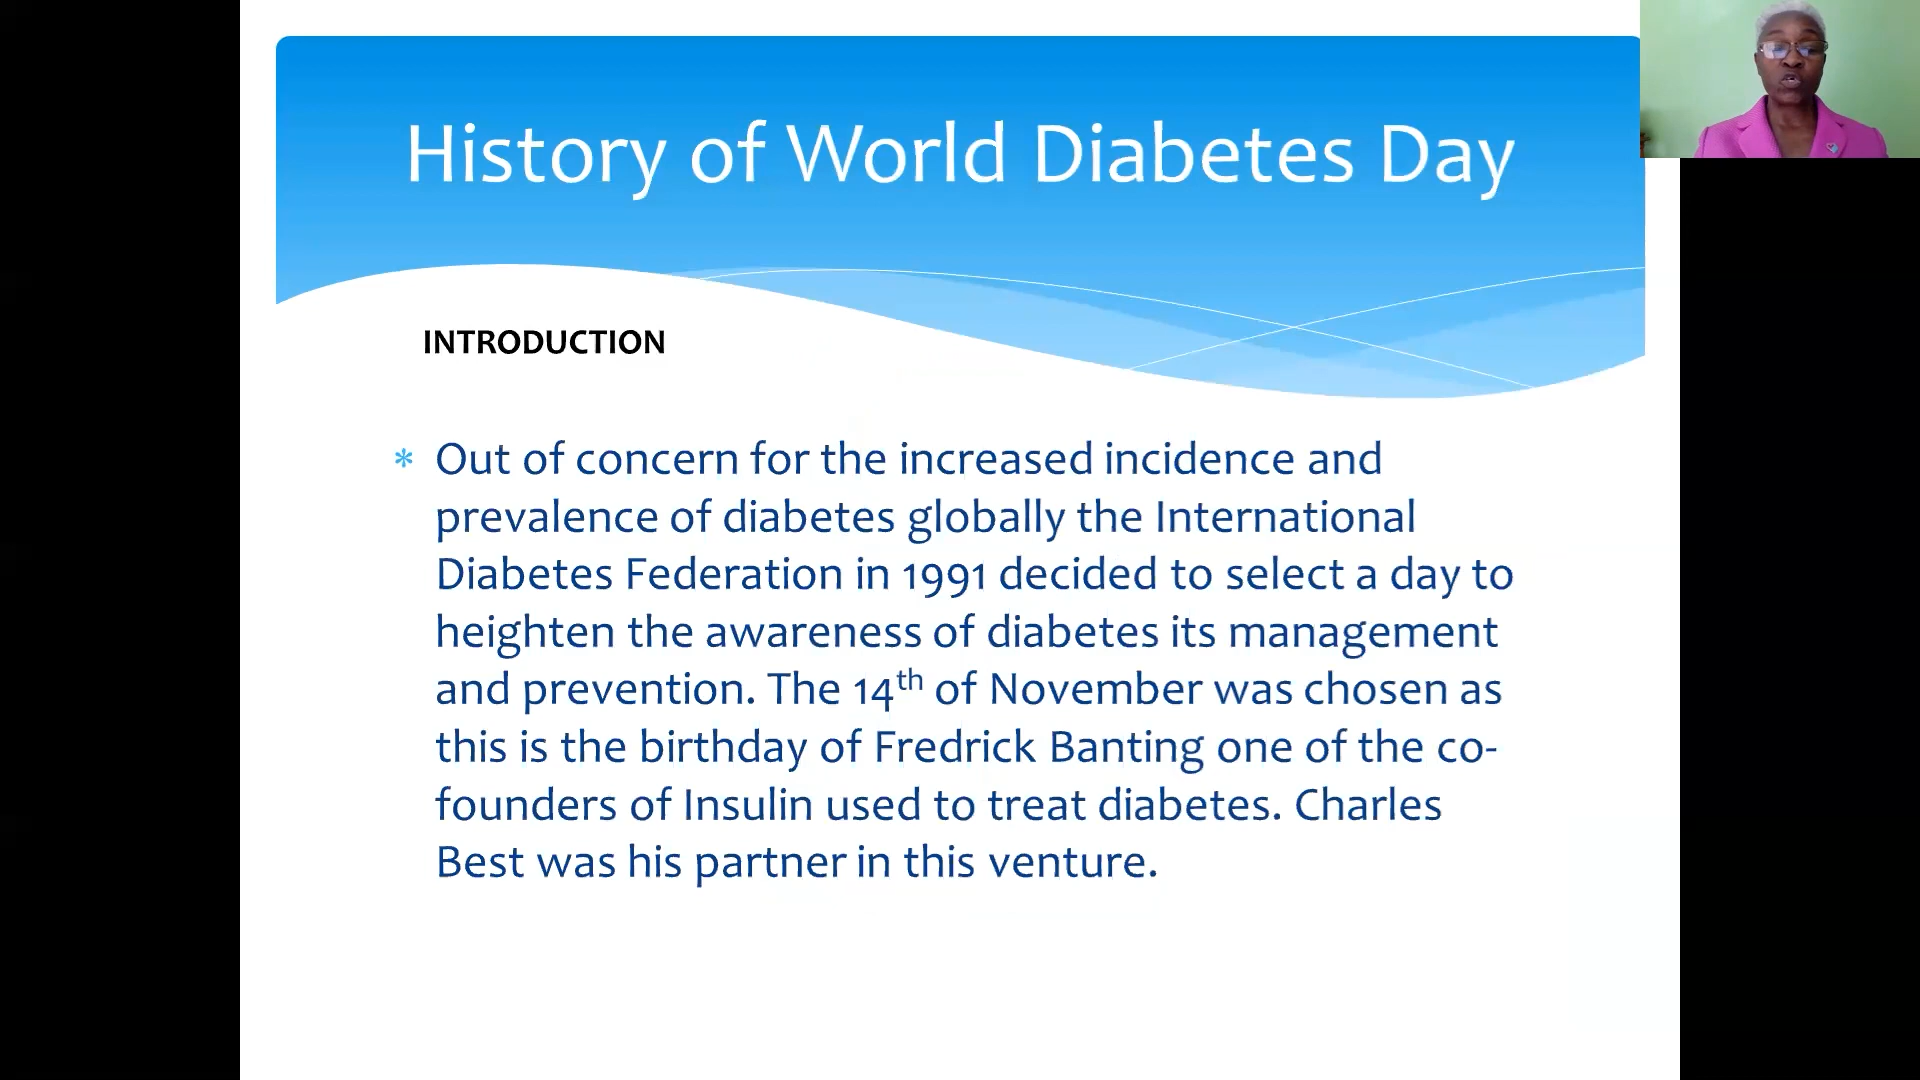 History of World Diabetes Day
INTRODUCTION
* Out of concern for the increased incidence and
prevalence of diabetes globally the International
Diabetes Federation in 1991 decided to select a day to
heighten the awareness of diabetes its management
and prevention. The 14th of November was chosen as
this is the birthday of Fredrick Banting one of the co-
founders of Insulin used to treat diabetes. Charles
Best was his partner in this venture.